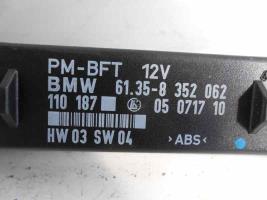 PM-BFT 12V
BMW 61.35-8 352 062
110 187 05 0717 10
HW 03 SW 04 >ABS<